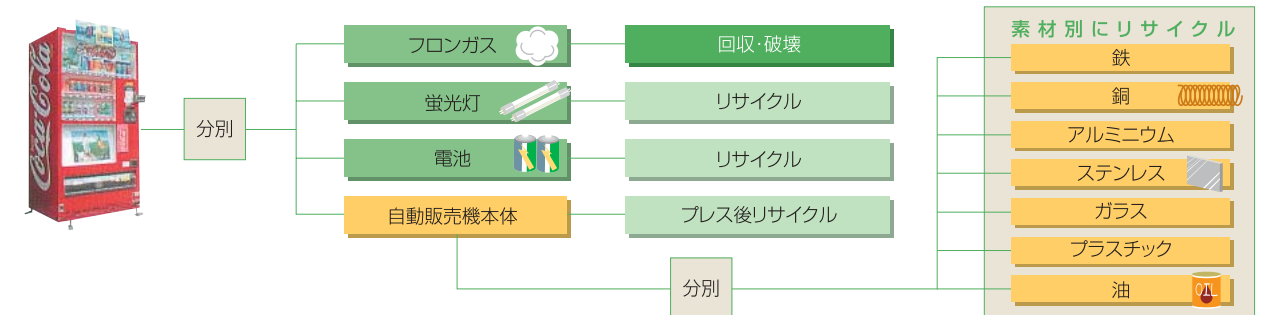 Coca-Cola
分別
フロンガス
回収・破壊
蛍光灯
リサイクル
電池
リサイクル
自動販売機本体
プレス後リサイクル
分別
素材別にリサイクル
鉄
銅
アルミニウム
ステンレス
ガラス
プラスチック
油
OIL